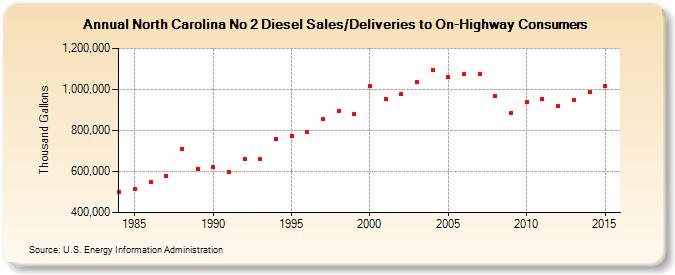 Annual North Carolina No 2 Diesel Sales/Deliveries to On-Highway Consumers
Thousand Gallons
1,200,000
1,000,000
800,000
600,000
400,000
1985 1990 1995 2000 2005 2010 2015
Source: U.S. Energy Information Administration